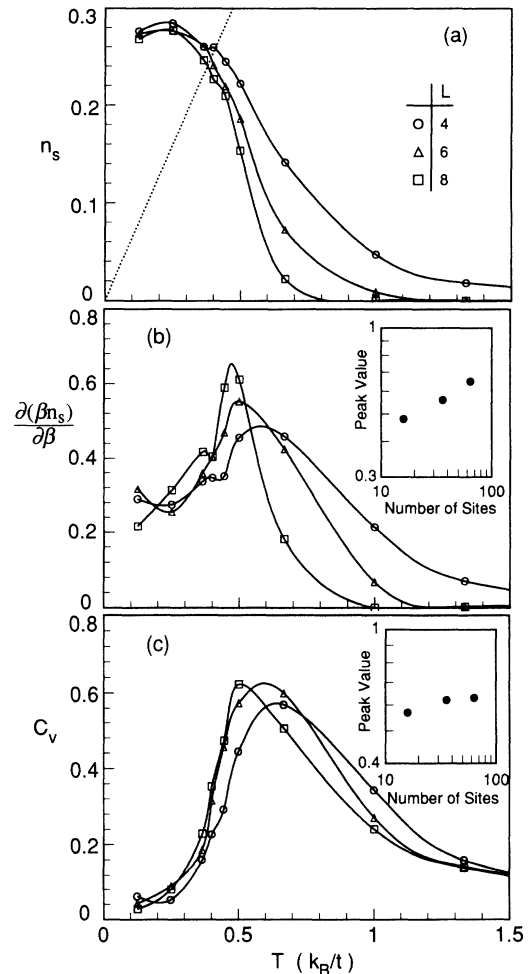 (a)
0.3
0.2
0.1
0
n_s
L
4
6
8
(b)
0.8
0.6
0.4
0.2
0
∂(βn_s)
∂β
1
0.3
Peak Value
10 100
Number of Sites
(c)
0.8
0.6
0.4
0.2
0
C_v
1
0.4
Peak Value
10 100
Number of Sites
0 0.5 1.0 1.5
T ( k_B/t )